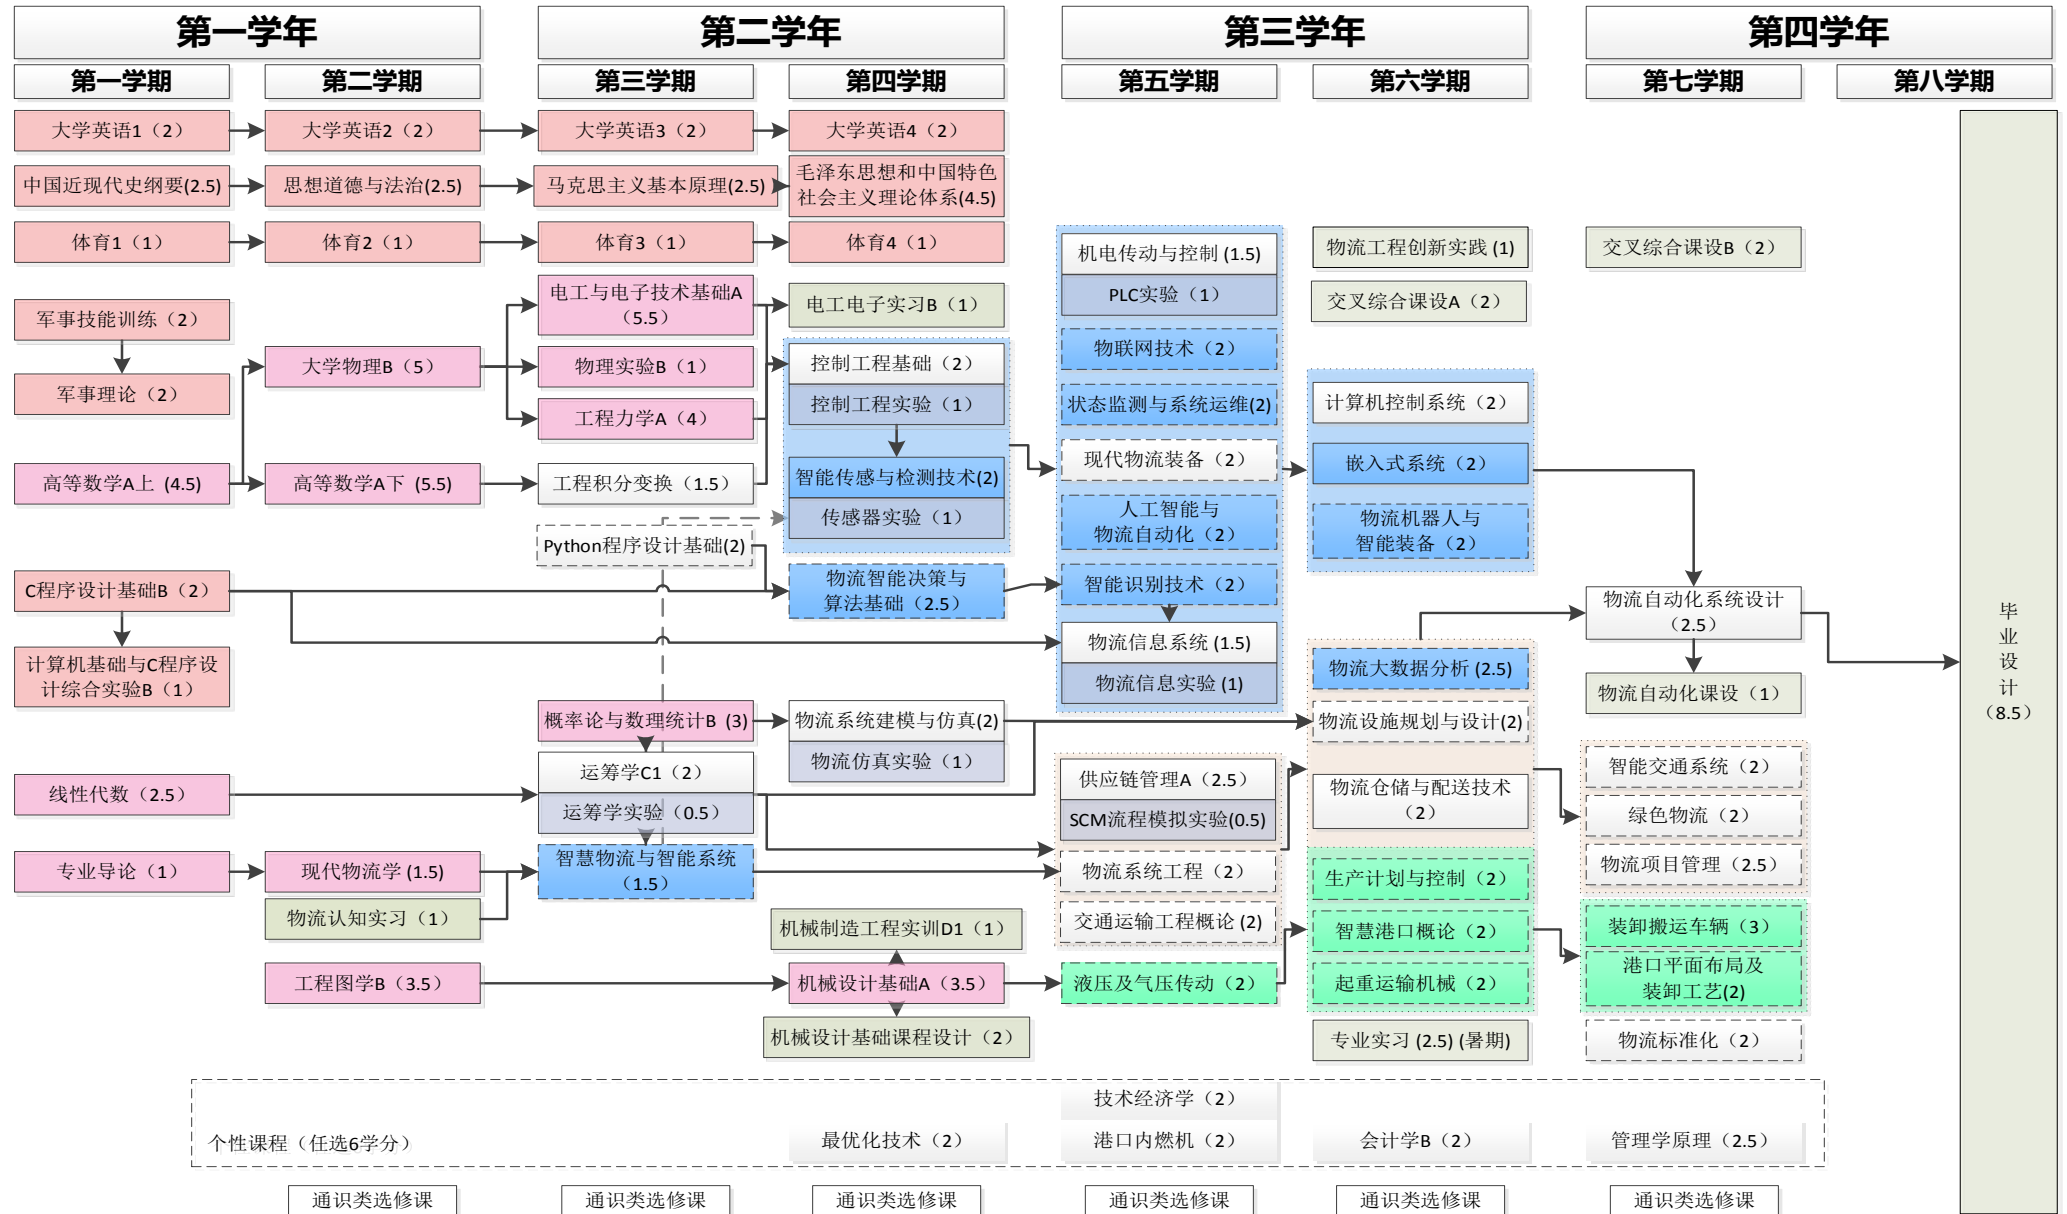 第一学年
第二学年
第三学年
第四学年
第一学期
第二学期
第三学期
第四学期
第五学期
第六学期
第七学期
第八学期
大学英语1（2）
大学英语2（2）
大学英语3（2）
大学英语4（2）
中国近现代史纲要(2.5)
思想道德与法治(2.5)
马克思主义基本原理(2.5)
毛泽东思想和中国特色
社会主义理论体系(4.5)
体育1（1）
体育2（1）
体育3（1）
体育4（1）
机电传动与控制 (1.5)
PLC实验（1）
物流工程创新实践 (1)
交叉综合课设B（2）
交叉综合课设A（2）
军事技能训练（2）
军事理论（2）
大学物理B（5）
电工与电子技术基础A
（5.5）
物理实验B（1）
工程力学A（4）
电工电子实习B（1）
控制工程基础（2）
控制工程实验（1）
智能传感与检测技术(2)
传感器实验（1）
物联网技术（2）
状态监测与系统运维(2)
现代物流装备（2）
人工智能与
物流自动化（2）
智能识别技术（2）
物流信息系统 (1.5)
物流信息实验 (1)
计算机控制系统（2）
嵌入式系统（2）
物流机器人与
智能装备（2）
高等数学A上 (4.5)
高等数学A下 (5.5)
工程积分变换（1.5）
Python程序设计基础(2)
C程序设计基础B（2）
物流智能决策与
算法基础（2.5）
计算机基础与C程序设
计综合实验B（1）
物流自动化系统设计
（2.5）
物流自动化课设（1）
毕
业
设
计
（8.5）
概率论与数理统计B (3)
物流系统建模与仿真(2)
物流仿真实验（1）
物流大数据分析 (2.5)
物流设施规划与设计(2)
物流仓储与配送技术
（2）
线性代数（2.5）
运筹学C1（2）
运筹学实验（0.5）
供应链管理A（2.5）
SCM流程模拟实验(0.5)
物流系统工程（2）
交通运输工程概论 (2)
智能交通系统（2）
绿色物流（2）
物流项目管理（2.5）
专业导论（1）
现代物流学 (1.5)
物流认知实习（1）
智慧物流与智能系统
（1.5）
生产计划与控制（2）
智慧港口概论（2）
起重运输机械（2）
装卸搬运车辆（3）
港口平面布局及
装卸工艺(2)
机械制造工程实训D1（1）
工程图学B（3.5）
机械设计基础A（3.5）
液压及气压传动（2）
机械设计基础课程设计（2）
专业实习 (2.5) (暑期)
物流标准化（2）
技术经济学（2）
个性课程（任选6学分）
最优化技术（2）
港口内燃机（2）
会计学B（2）
管理学原理（2.5）
通识类选修课
通识类选修课
通识类选修课
通识类选修课
通识类选修课
通识类选修课